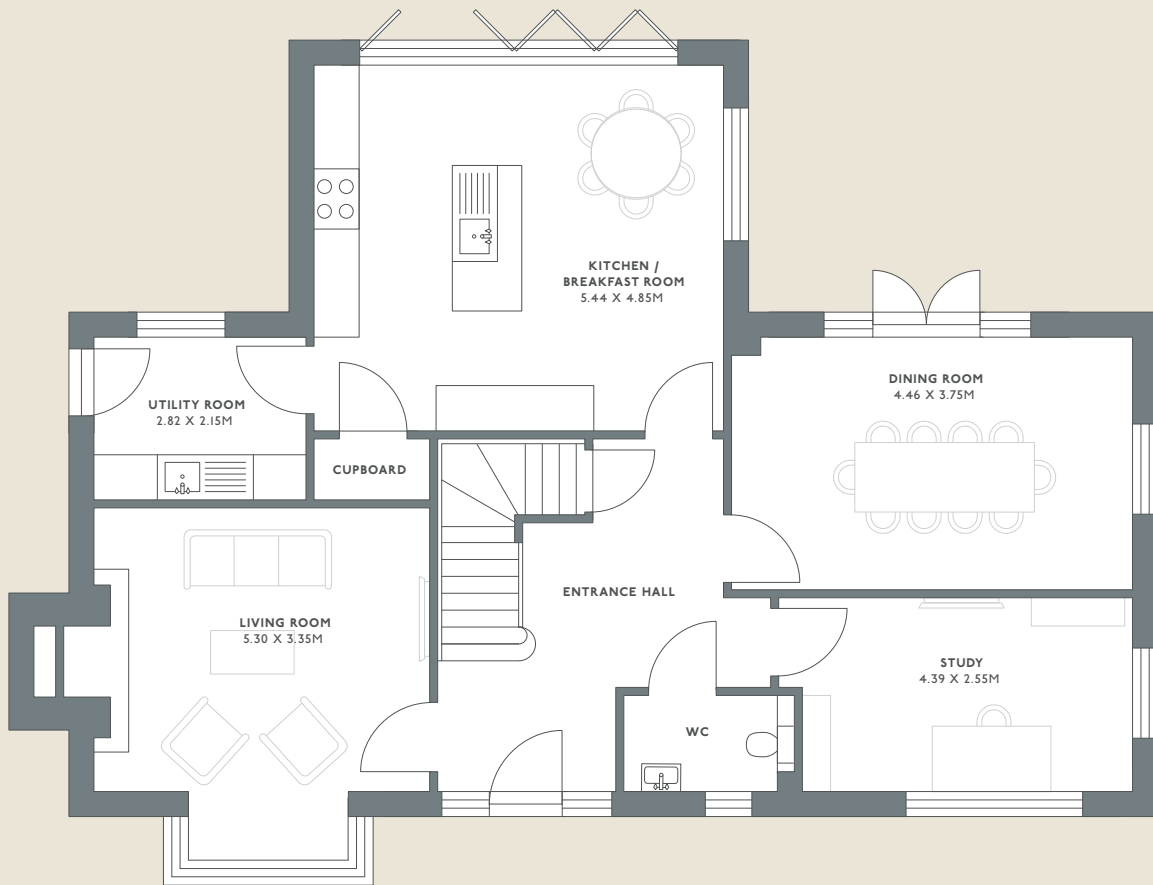 KITCHEN /
BREAKFAST ROOM
5.44 X 4.85M
DINING ROOM
4.46 X 3.75M
UTILITY ROOM
2.82 X 2.15M
CUPBOARD
ENTRANCE HALL
LIVING ROOM
5.30 X 3.35M
STUDY
4.39 X 2.55M
WC